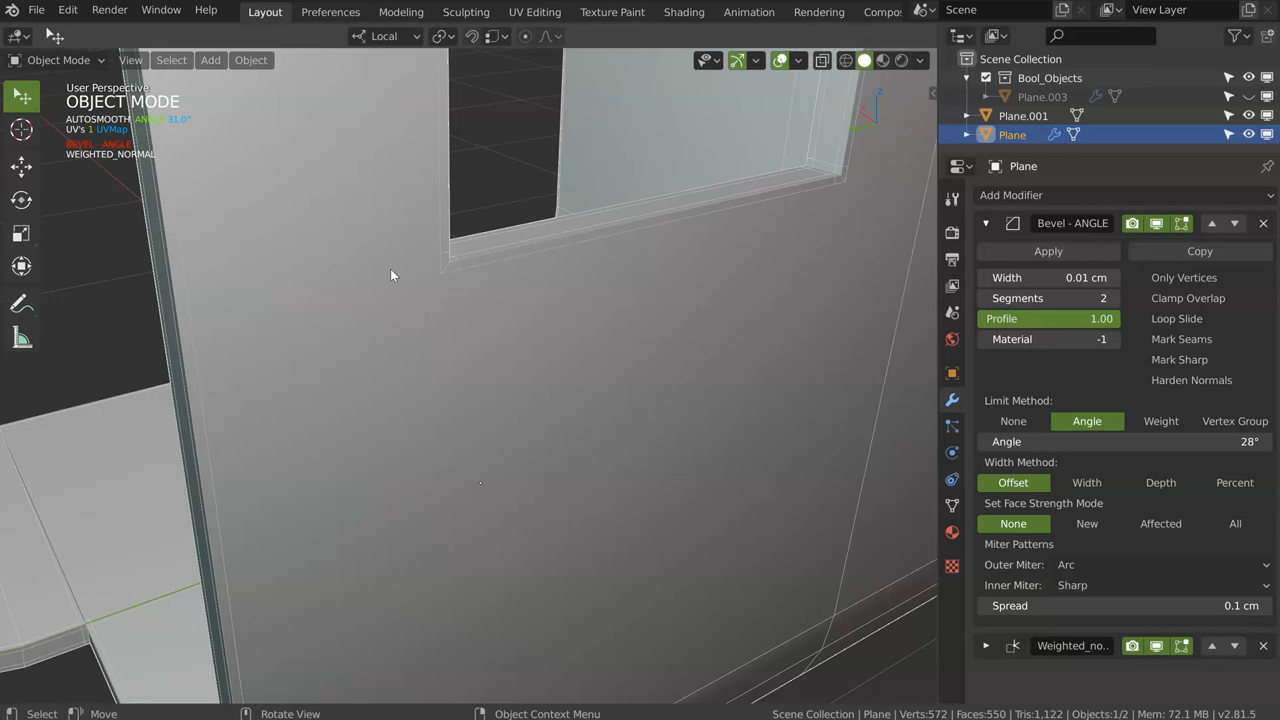 File Edit Render Window Help Layout Preferences Modeling Sculpting UV Editing Texture Paint Shading Animation Rendering Compos Scene View Layer
Local
Object Mode View Select Add Object
User Perspective
OBJECT MODE
AUTOSMOOTH ANGLE 31.0°
UV's 1 UVMap
BEVEL - ANGLE
WEIGHTED_NORMAL
Z
X
Scene Collection
Bool_Objects
Plane.003
Plane.001
Plane
Plane
Add Modifier
Bevel - ANGLE
Apply Copy
Width 0.01 cm Only Vertices
Segments 2 Clamp Overlap
Profile 1.00 Loop Slide
Material -1 Mark Seams
Mark Sharp
Harden Normals
Limit Method:
None Angle Weight Vertex Group
Angle 28°
Width Method:
Offset Width Depth Percent
Set Face Strength Mode
None New Affected All
Miter Patterns
Outer Miter: Arc
Inner Miter: Sharp
Spread 0.1 cm
Weighted_no..
Select Move Rotate View Object Context Menu Scene Collection | Plane | Verts:572 | Faces:550 | Tris:1,122 | Objects:1/2 | Mem: 72.1 MB | v2.81.5